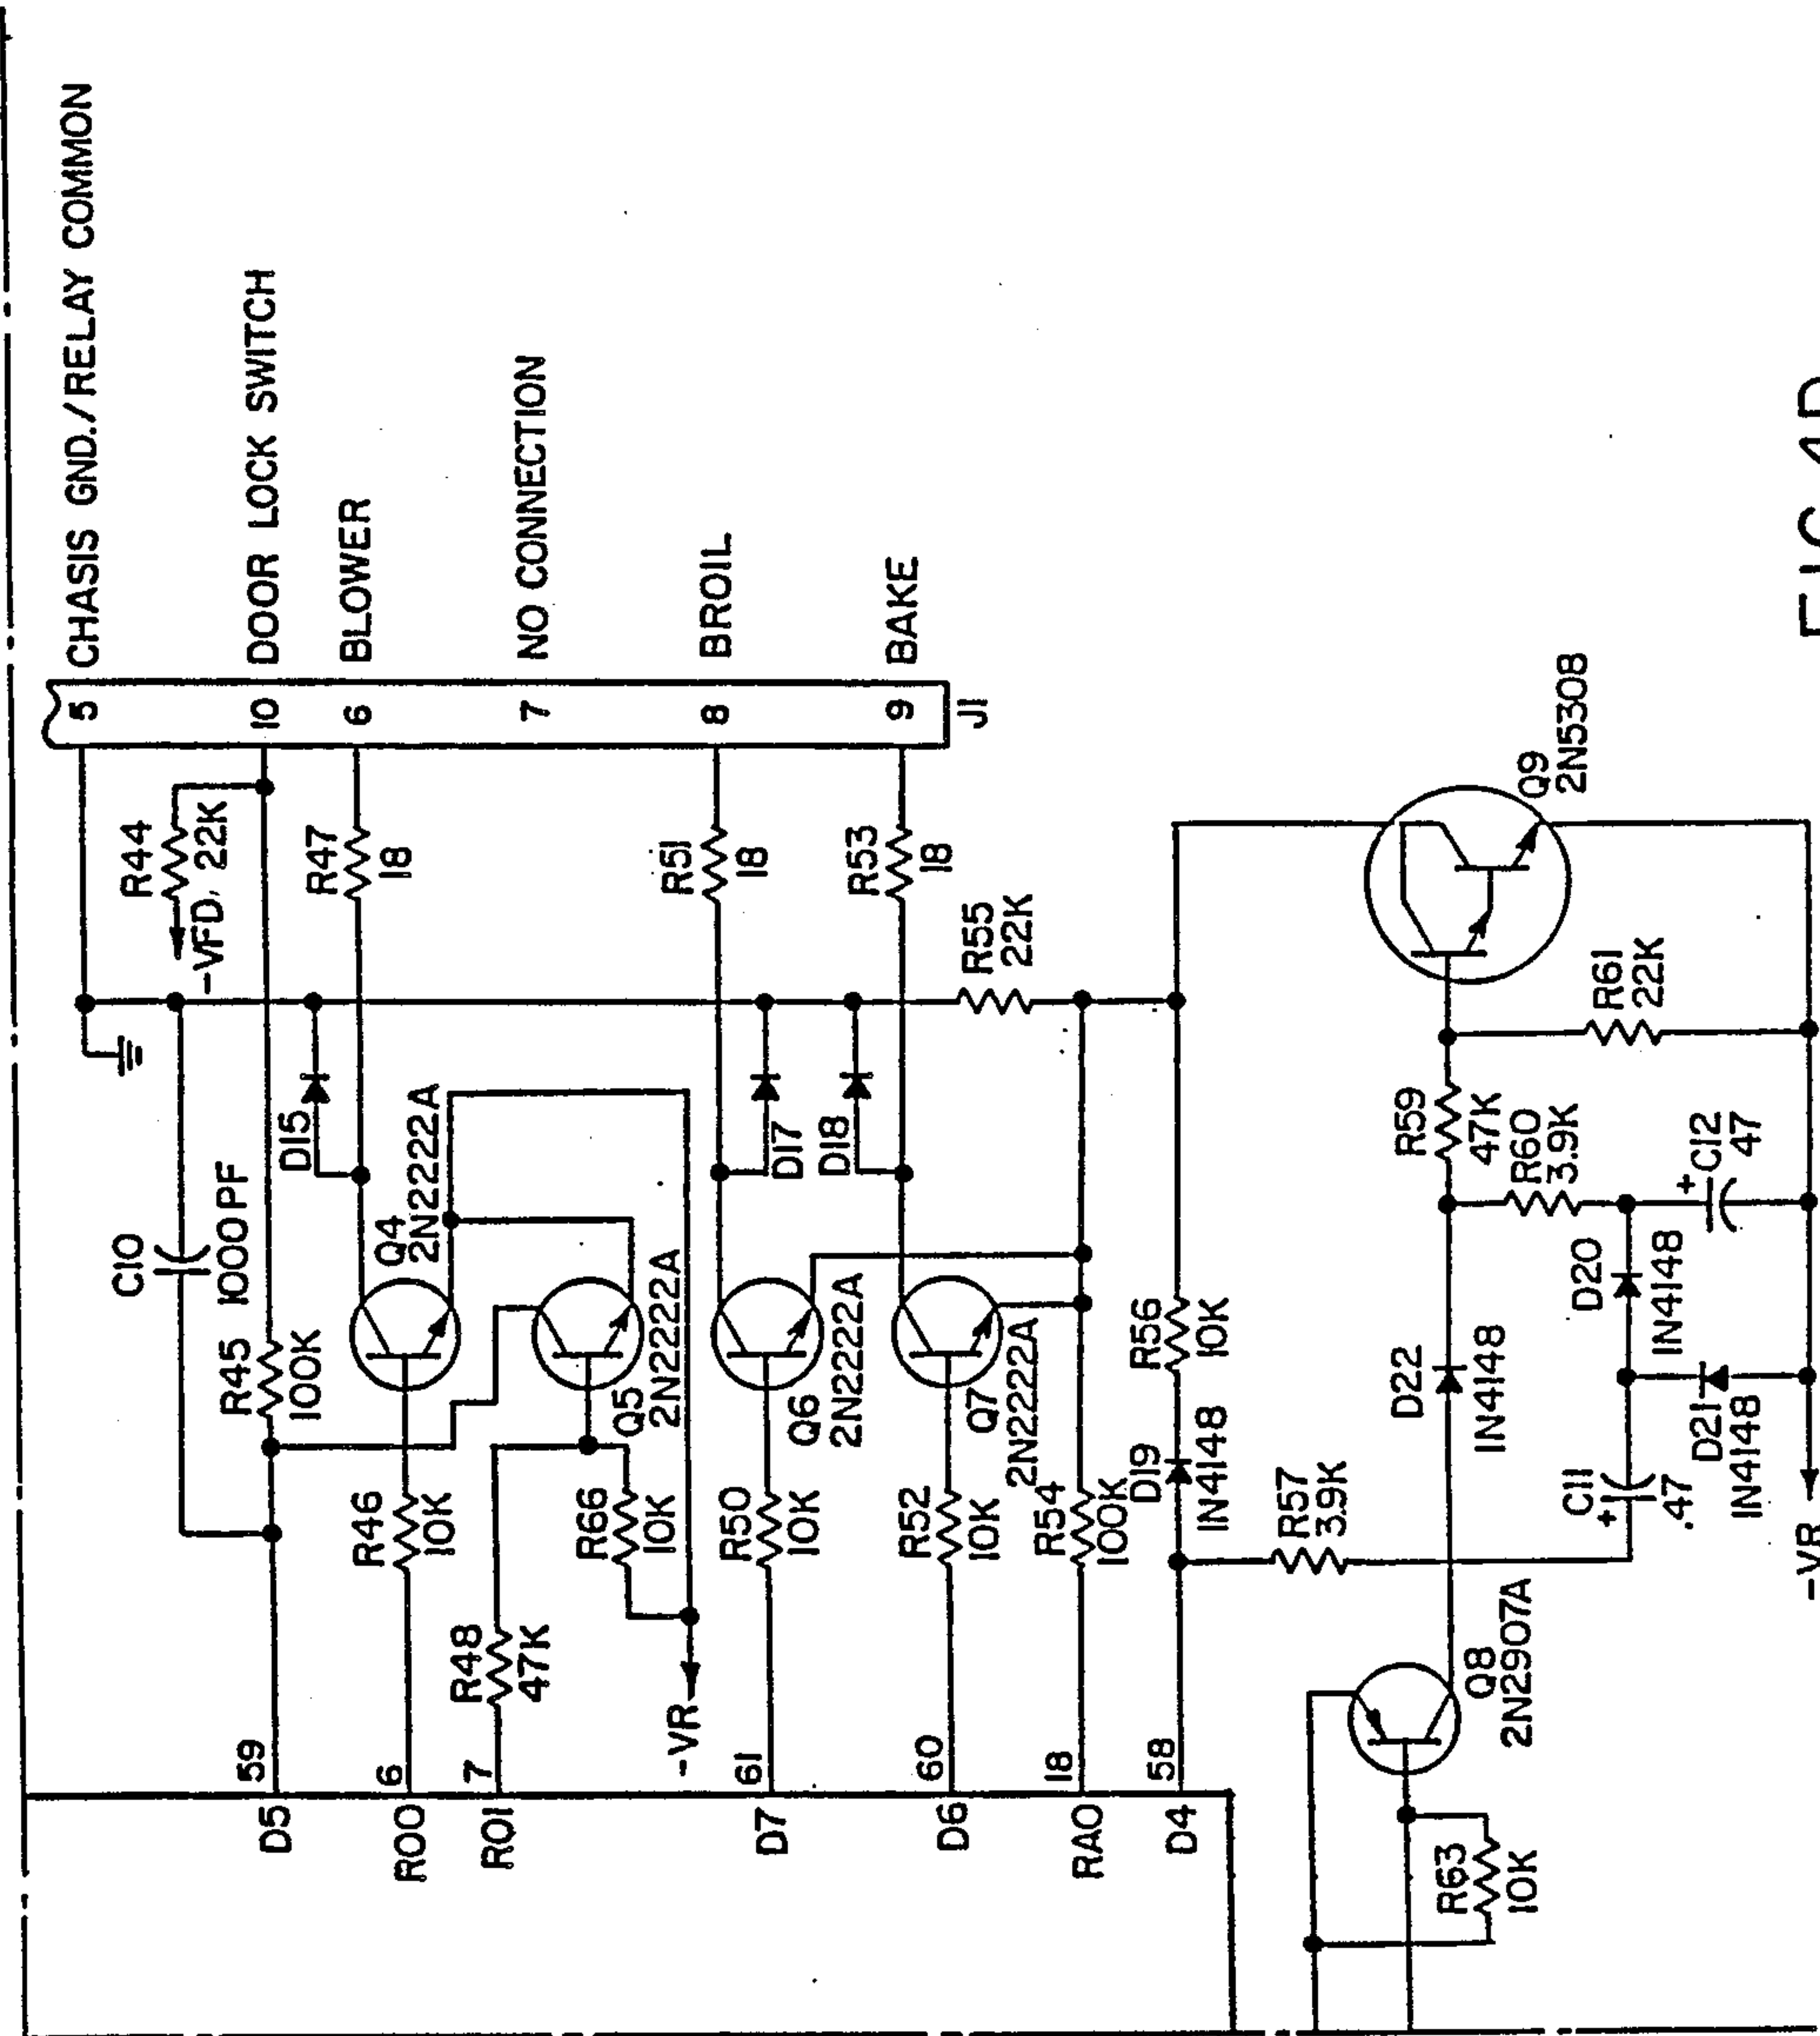 5 CHASIS GND./RELAY COMMON
10 DOOR LOCK SWITCH
6 BLOWER
7 NO CONNECTION
8 BROIL
9 BAKE
J1
R44
22K
-VFD
C10
1000PF
R45
100K
R47
18
D15
Q4
2N2222A
R46
10K
Q5
2N2222A
R48
47K
R66
10K
-VR
R51
18
D17
Q6
2N2222A
R50
10K
R53
18
D18
Q7
2N2222A
R52
10K
R55
22K
R54
100K
R56
10K
D19
1N4148
R57
3.9K
59
D5
6
R00
7
R01
61
D7
60
D6
18
RA0
58
D4
Q9
2N5308
R61
22K
R59
47K
R60
3.9K
C12
47
D20
1N4148
D22
1N4148
D21
1N4148
C11
.47
-VR
Q8
2N2907A
R63
10K